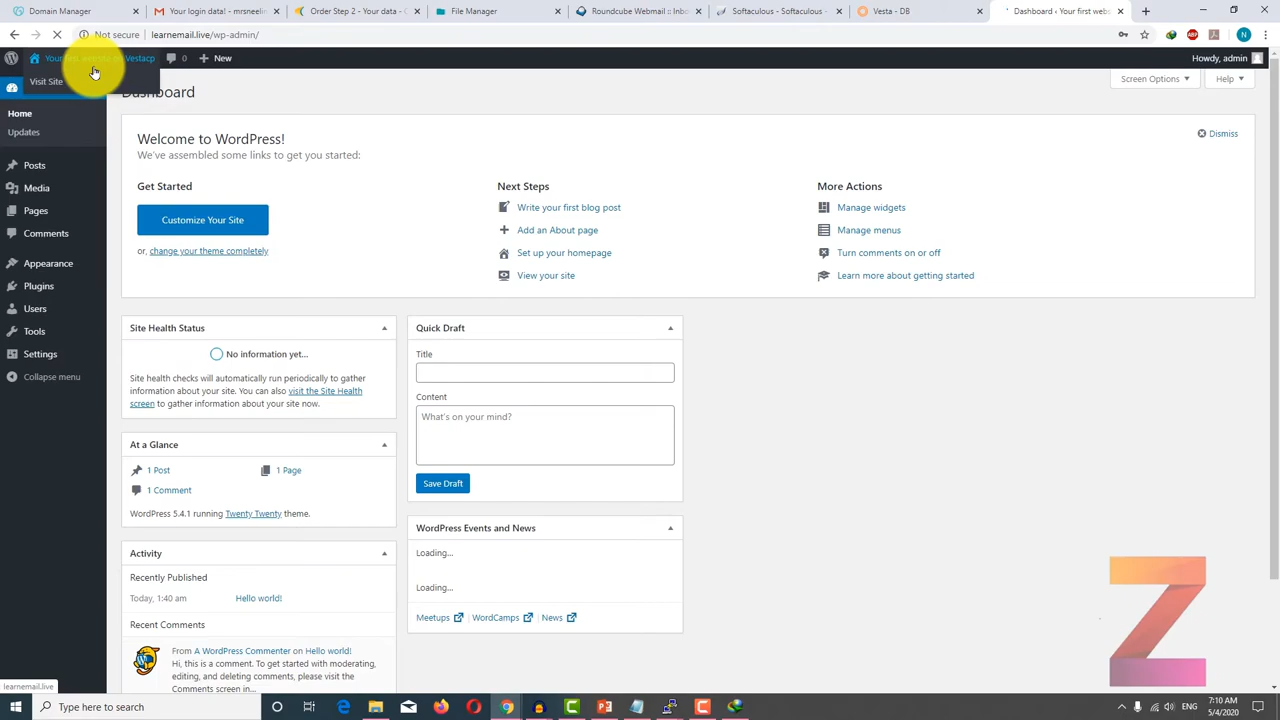 Domain Manager
Your login data! - mrsneelie
Order Step 2 - Your data - C
File Manager
Roundcube Webmail :: Inbo
Softaculous - Softaculous -
Vesta - DB
Dashboard ‹ Your first web
Not secure
learnemail.live/wp-admin/
Vestacp
0
New
Howdy, admin
Visit Site
Screen Options
Help
Dashboard
Home
Updates
Posts
Media
Pages
Comments
Appearance
Plugins
Users
Tools
Settings
Collapse menu
Welcome to WordPress!
We've assembled some links to get you started:
Dismiss
Get Started
Customize Your Site
or, change your theme completely
Next Steps
Write your first blog post
Add an About page
Set up your homepage
View your site
More Actions
Manage widgets
Manage menus
Turn comments on or off
Learn more about getting started
Site Health Status
No information yet...
Site health checks will automatically run periodically to gather
information about your site. You can also visit the Site Health
screen to gather information about your site now.
At a Glance
1 Post
1 Page
1 Comment
WordPress 5.4.1 running Twenty Twenty theme.
Activity
Recently Published
Today, 1:40 am
Hello world!
Recent Comments
From A WordPress Commenter on Hello world!
Hi, this is a comment. To get started with moderating,
editing, and deleting comments, please visit the
Comments screen in...
Quick Draft
Title
Content
What's on your mind?
Save Draft
WordPress Events and News
Loading...
Loading...
Meetups
WordCamps
News
learnemail.live
Z
Type here to search
7:10 AM
5/4/2020